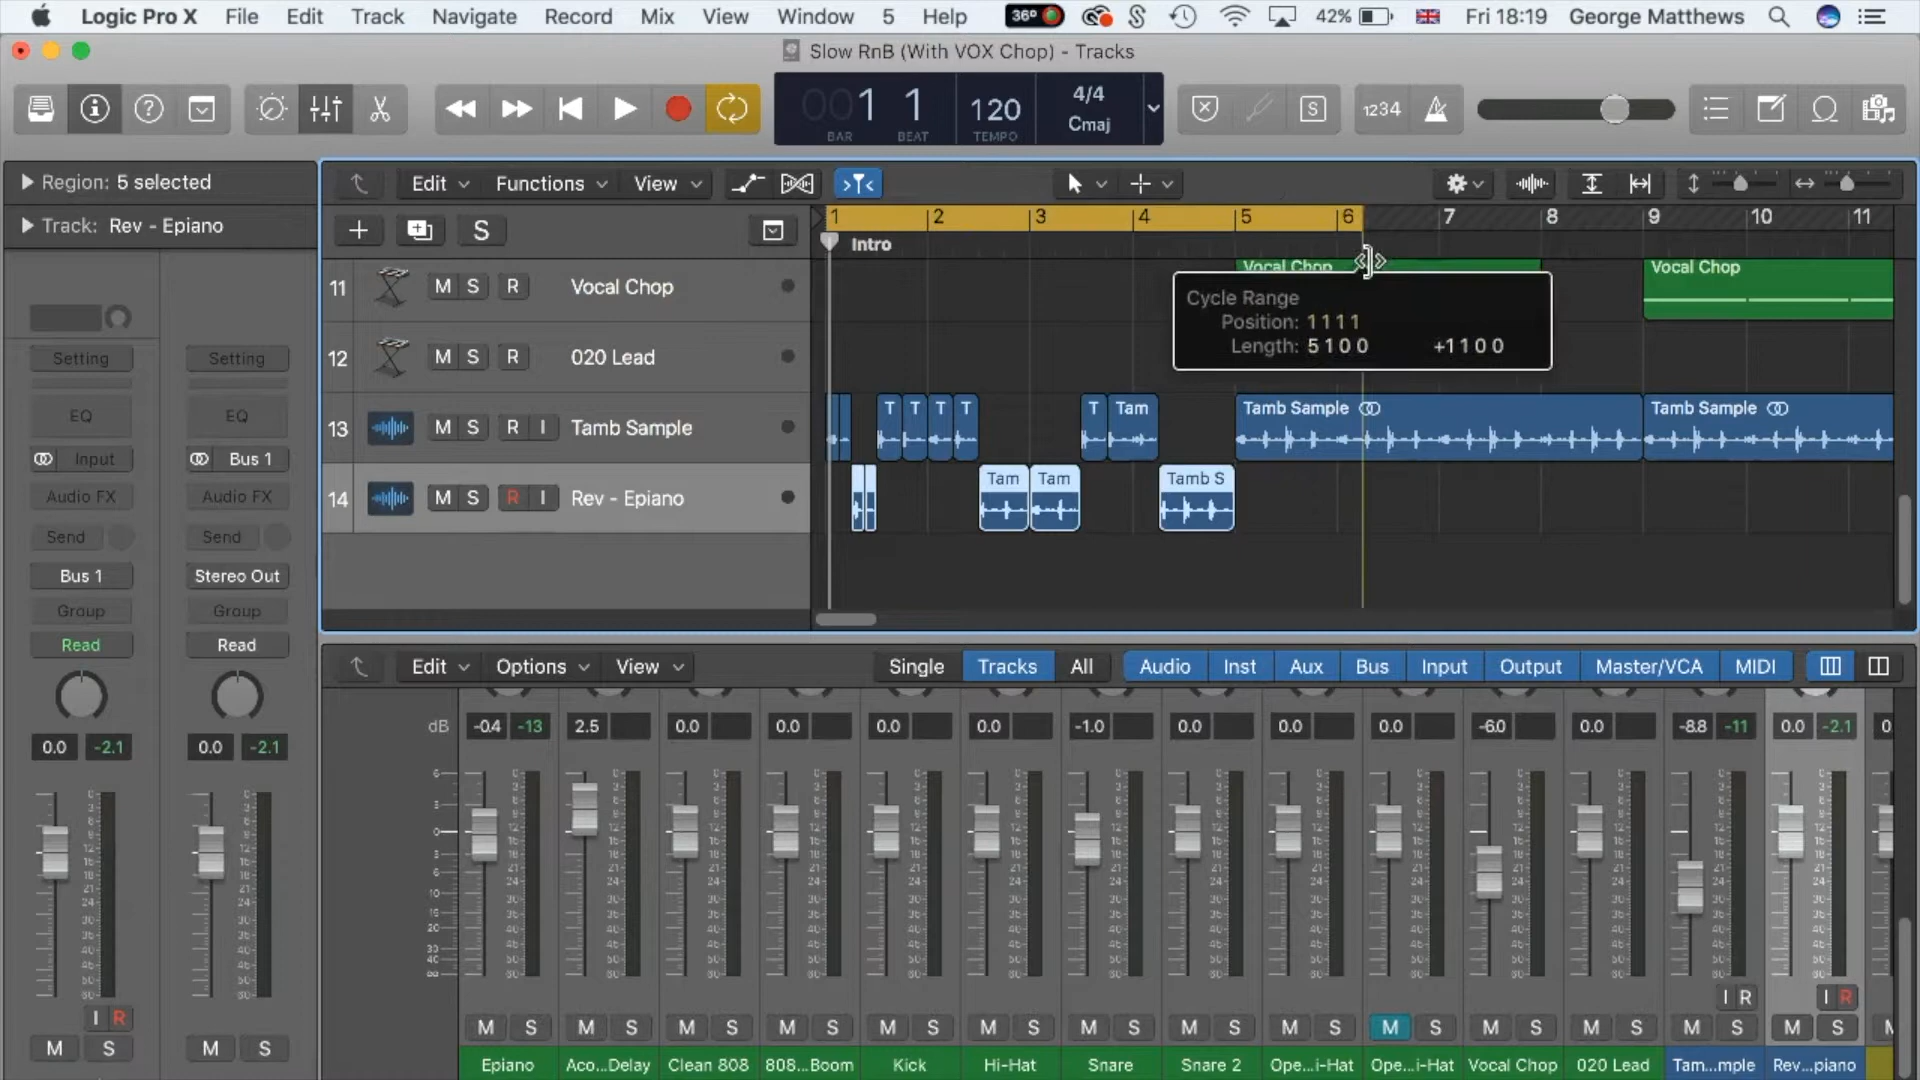 Logic Pro X File Edit Track Navigate Record Mix View Window 5 Help 36º 42% Fri 18:19 George Matthews
Slow RnB (With VOX Chop) - Tracks
001 1 120 4/4 Cmaj
BAR BEAT TEMPO
S 1234
Region: 5 selected
Edit Functions View
Track: Rev - Epiano
S
1 2 3 4 5 6 7 8 9 10 11
Intro
11 M S R Vocal Chop
Vocal Chop Vocal Chop
Cycle Range
Position: 1 1 1 1
Length: 5 1 0 0 +1 1 0 0
12 M S R 020 Lead
13 M S R I Tamb Sample
T T T T T Tam Tamb Sample Tamb Sample
14 M S R I Rev - Epiano
Tam Tam Tamb S
Setting Setting
EQ EQ
Input Bus 1
Audio FX Audio FX
Send Send
Bus 1 Stereo Out
Group Group
Read Read
0.0 -2.1 0.0 -2.1
I R
M S M S
Edit Options View Single Tracks All Audio Inst Aux Bus Input Output Master/VCA MIDI
dB -0.4 -13 2.5 0.0 0.0 0.0 0.0 -1.0 0.0 0.0 0.0 -6.0 0.0 -8.8 -11 0.0 -2.1 0
I R I R
M S M S M S M S M S M S M S M S M S M S M S M S M S M S
Epiano Aco...Delay Clean 808 808...Boom Kick Hi-Hat Snare Snare 2 Ope...i-Hat Ope...i-Hat Vocal Chop 020 Lead Tam...mple Rev...piano